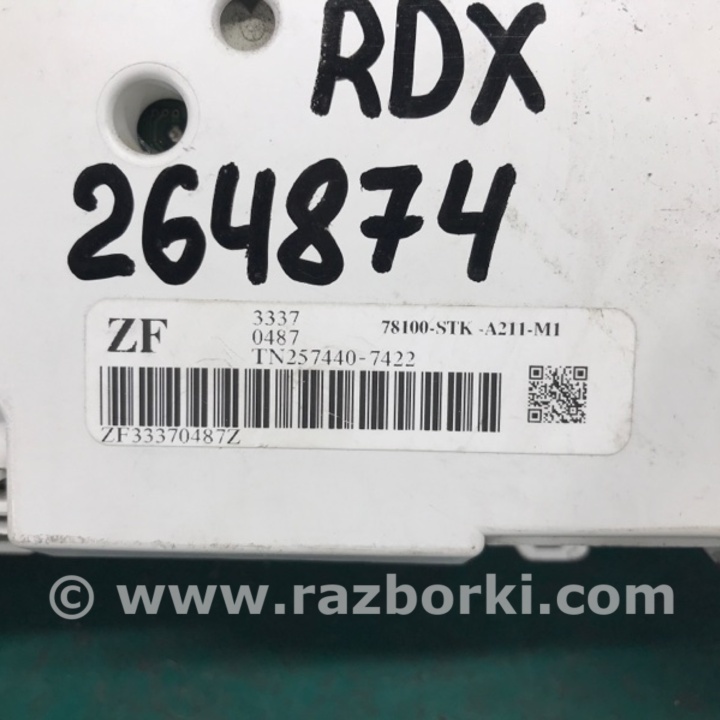 RDX
264874
ZF 3337 78100-STK -A211-M1
0487
TN257440-7422
ZF33370487Z
© www.razborki.com